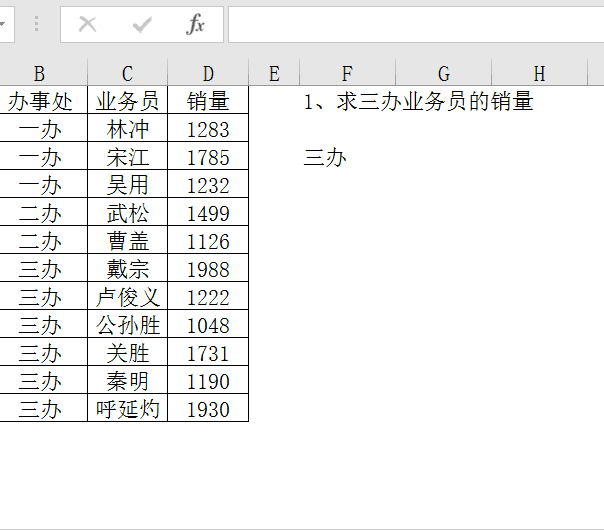 fx
B C D E F G H
办事处 业务员 销量 1、求三办业务员的销量
一办 林冲 1283
一办 宋江 1785 三办
一办 吴用 1232
二办 武松 1499
二办 曹盖 1126
三办 戴宗 1988
三办 卢俊义 1222
三办 公孙胜 1048
三办 关胜 1731
三办 秦明 1190
三办 呼延灼 1930